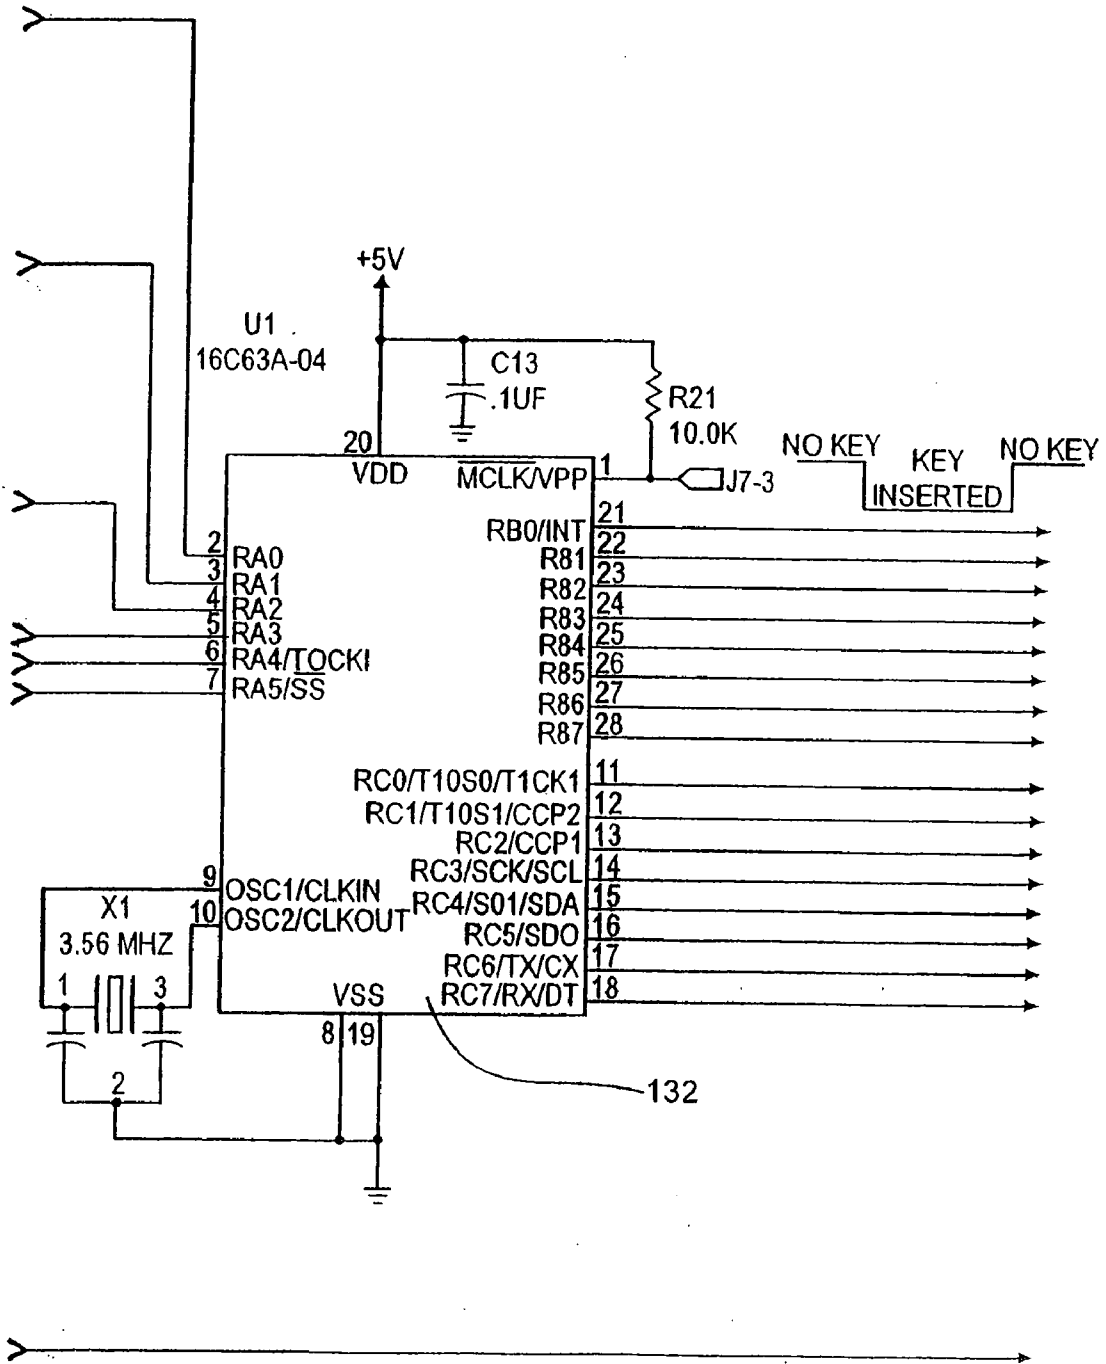 +5V
U1
16C63A-04
C13
.1UF
R21
10.0K
20
VDD
MCLK/VPP
1
J7-3
NO KEY
KEY
INSERTED
NO KEY
2
RA0
3
RA1
4
RA2
5
RA3
6
RA4/TOCKI
7
RA5/SS
RB0/INT
21
R81
22
R82
23
R83
24
R84
25
R85
26
R86
27
R87
28
RC0/T10S0/T1CK1
11
RC1/T10S1/CCP2
12
RC2/CCP1
13
RC3/SCK/SCL
14
RC4/S01/SDA
15
RC5/SDO
16
RC6/TX/CX
17
RC7/RX/DT
18
9
OSC1/CLKIN
10
OSC2/CLKOUT
X1
3.56 MHZ
1
3
2
VSS
8
19
132